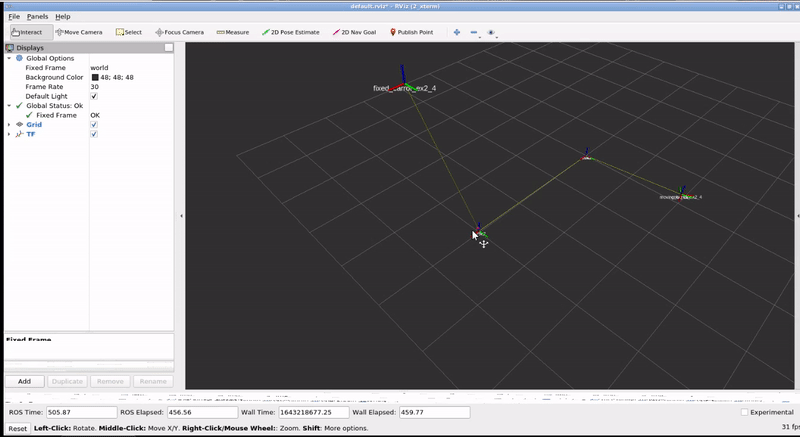 default.rviz* - RViz (2_storm)
File Panels Help
Interact Move Camera Select Focus Camera Measure 2D Pose Estimate 2D Nav Goal Publish Point
Displays
Global Options
Fixed Frame world
Background Color 48; 48; 48
Frame Rate 30
Default Light
Global Status: Ok
Fixed Frame OK
Grid
TF
fixed_carrot_ex2_4
Fixed Frame
Add Duplicate Remove Rename
ROS Time: 505.87 ROS Elapsed: 456.56 Wall Time: 1643218677.25 Wall Elapsed: 459.77 Experimental
Reset Left-Click: Rotate. Middle-Click: Move X/Y. Right-Click/Mouse Wheel:: Zoom. Shift: More options. 31 fps